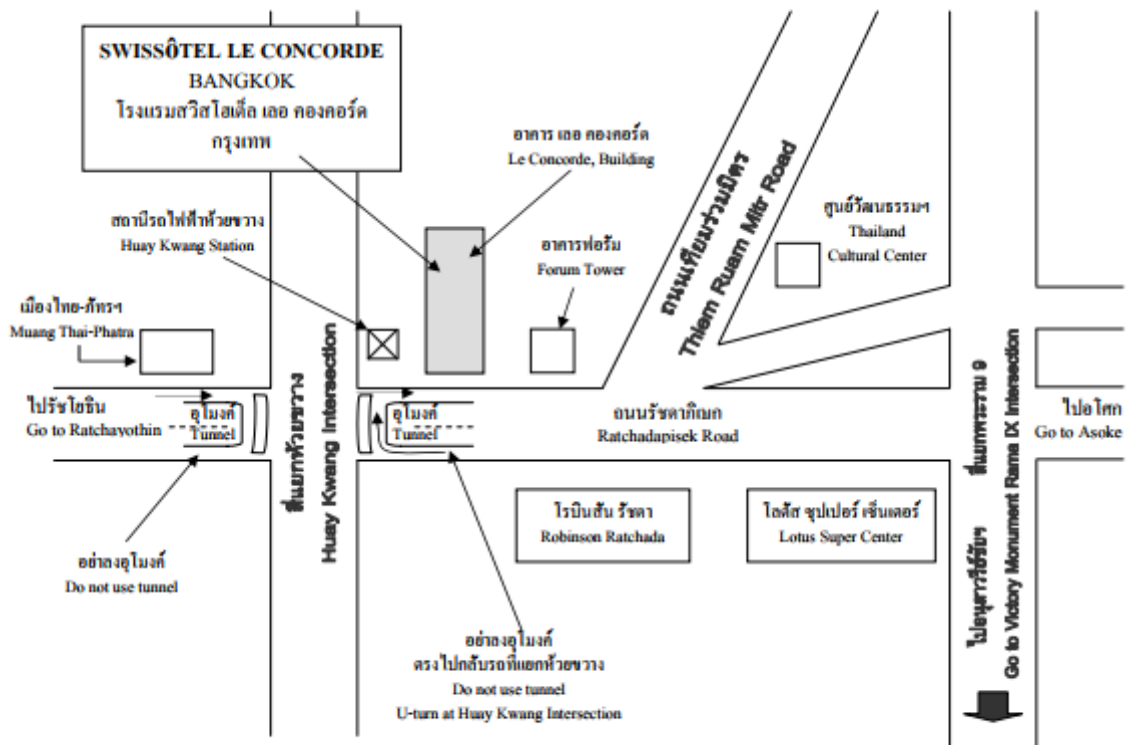 SWISSÔTEL LE CONCORDE
BANGKOK
โรงแรมสวิสโฮเต็ล เลอ คองคอร์ด
กรุงเทพ
อาคาร เลอ คองคอร์ด
Le Concorde, Building
สถานีรถไฟฟ้าห้วยขวาง
Huay Kwang Station
อาคารฟอรั่ม
Forum Tower
ถนนเทียมร่วมมิตร
Thiem Ruam Mitr Road
ศูนย์วัฒนธรรมฯ
Thailand
Cultural Center
เมืองไทย-ภัทรฯ
Muang Thai-Phatra
ไปรัชโยธิน
Go to Ratchayothin
อุโมงค์
Tunnel
สี่แยกห้วยขวาง
Huay Kwang Intersection
อุโมงค์
Tunnel
ถนนรัชดาภิเษก
Ratchadapisek Road
สี่แยกพระราม 9
ไปอโศก
Go to Asoke
โรบินสัน รัชดา
Robinson Ratchada
โลตัส ซุปเปอร์ เซ็นเตอร์
Lotus Super Center
ไปอนุสาวรีย์ชัยฯ
Go to Victory Monument Rama IX Intersection
อย่าลงอุโมงค์
Do not use tunnel
อย่าลงอุโมงค์
ตรงไปกลับรถที่แยกห้วยขวาง
Do not use tunnel
U-turn at Huay Kwang Intersection